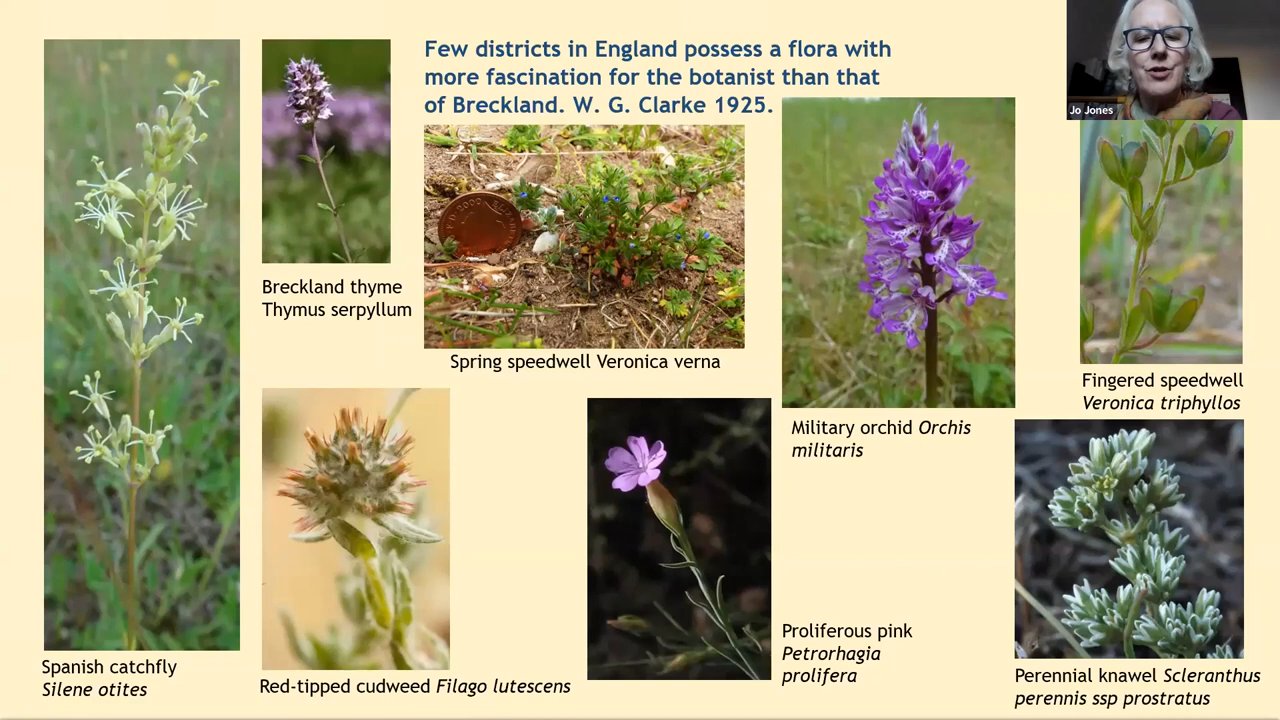 Few districts in England possess a flora with
more fascination for the botanist than that
of Breckland. W. G. Clarke 1925.
Jo Jones
Breckland thyme
Thymus serpyllum
Spring speedwell Veronica verna
Fingered speedwell
Veronica triphyllos
Military orchid Orchis
militaris
Proliferous pink
Petrorhagia
prolifera
Spanish catchfly
Silene otites
Red-tipped cudweed Filago lutescens
Perennial knawel Scleranthus
perennis ssp prostratus